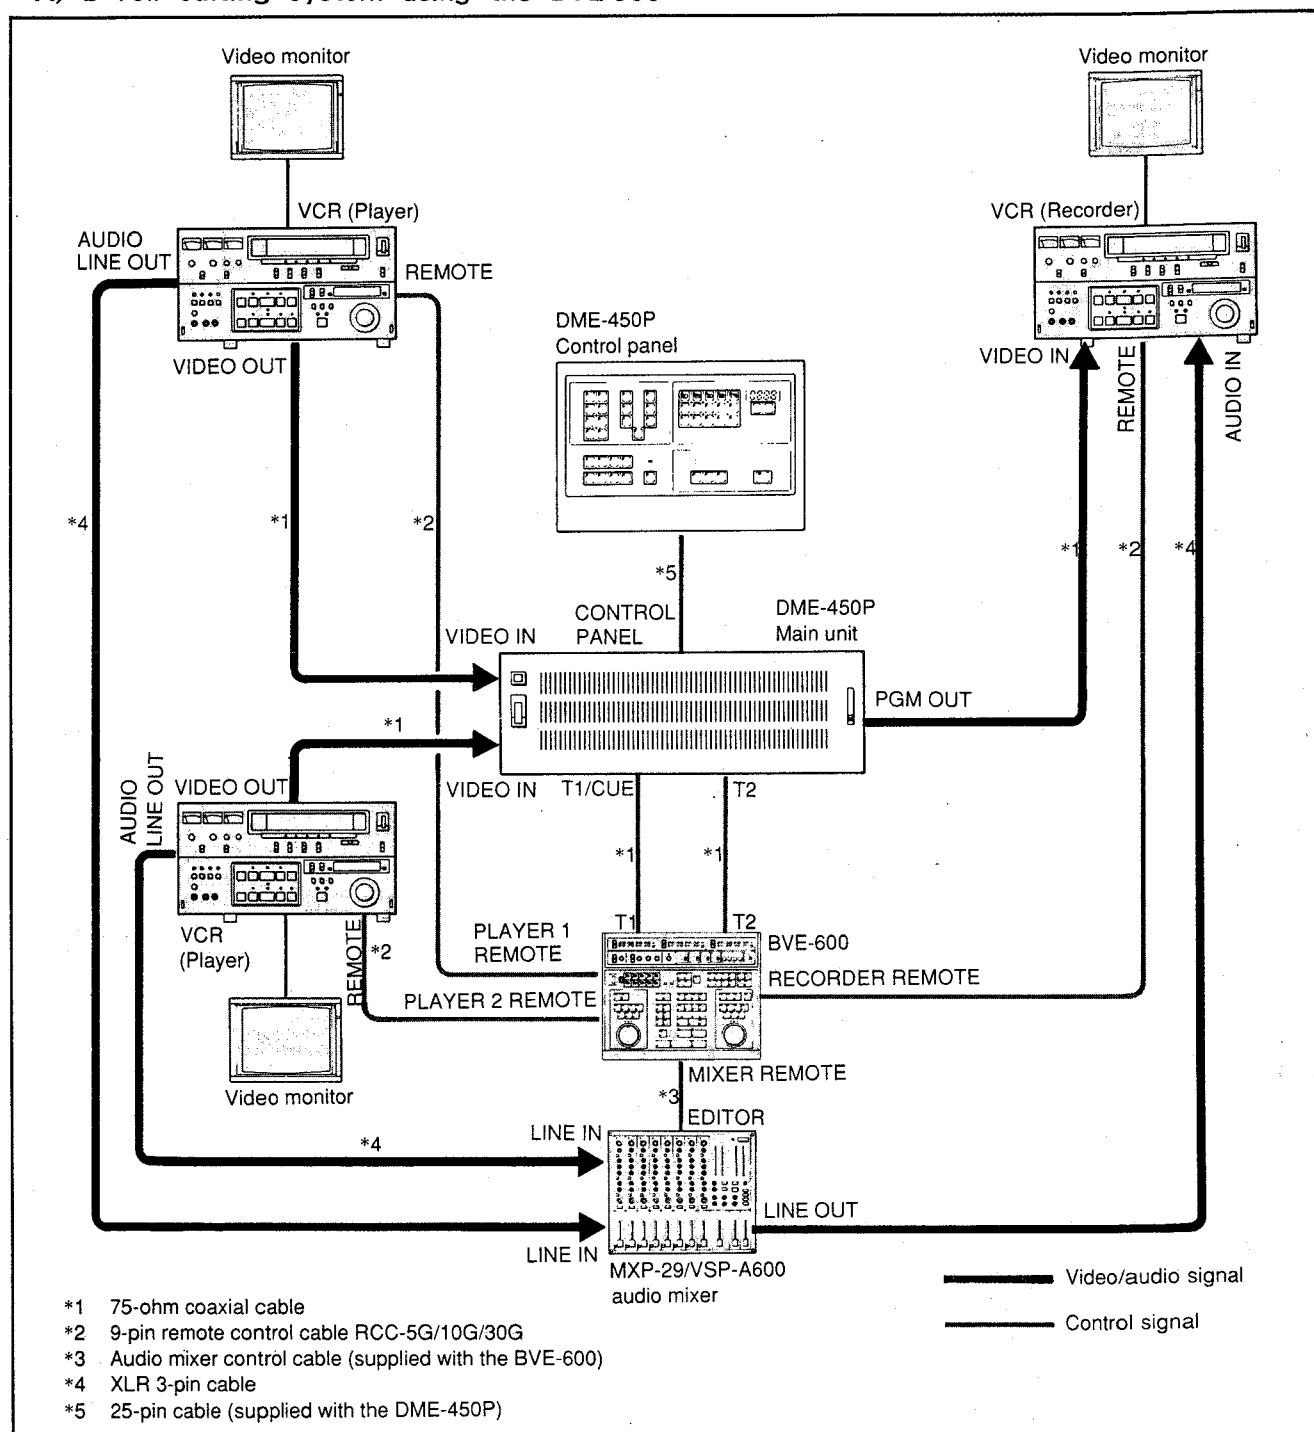 Video monitor
Video monitor
VCR (Player)
VCR (Recorder)
AUDIO
LINE OUT
REMOTE
VIDEO OUT
DME-450P
Control panel
VIDEO IN
REMOTE
AUDIO IN
*4
*1
*2
*1
*2
*4
*5
CONTROL
PANEL
DME-450P
Main unit
VIDEO IN
PGM OUT
*1
AUDIO
LINE OUT
VIDEO OUT
VIDEO IN
T1/CUE
T2
*1
*1
VCR
(Player)
REMOTE
*2
PLAYER 1
REMOTE
T1
T2
BVE-600
RECORDER REMOTE
PLAYER 2 REMOTE
Video monitor
MIXER REMOTE
*3
EDITOR
LINE IN
*4
LINE OUT
LINE IN
MXP-29/VSP-A600
audio mixer
Video/audio signal
Control signal
*1 75-ohm coaxial cable
*2 9-pin remote control cable RCC-5G/10G/30G
*3 Audio mixer control cable (supplied with the BVE-600)
*4 XLR 3-pin cable
*5 25-pin cable (supplied with the DME-450P)